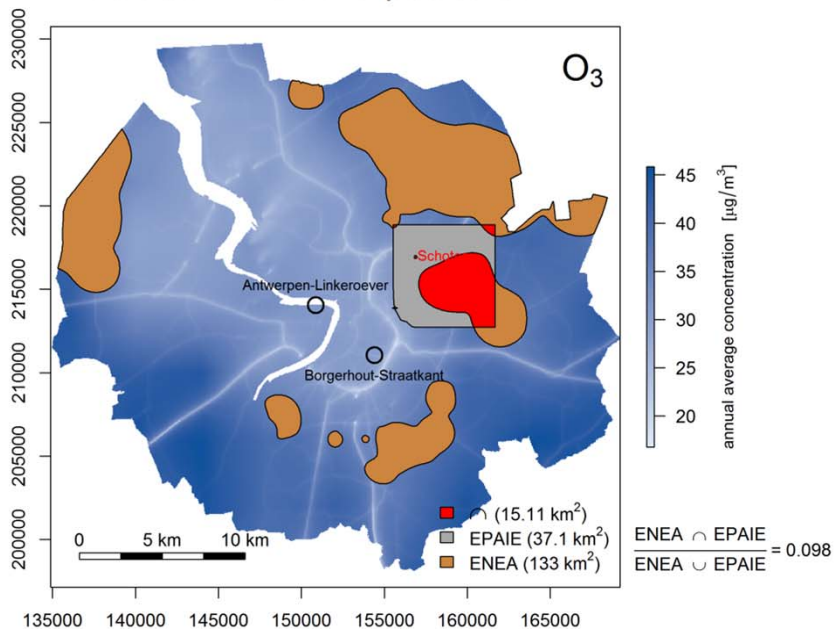 O3
230000
225000
220000
215000
210000
205000
200000
135000 140000 145000 150000 155000 160000 165000
Antwerpen-Linkeroever
Borgerhout-Straatkant
0 5 km 10 km
∩ (15.11 km²)
EPAIE (37.1 km²)
ENEA (133 km²)
45
40
35
30
25
20
annual average concentration [µg/m³]
ENEA ∩ EPAIE
ENEA ∪ EPAIE
= 0.098